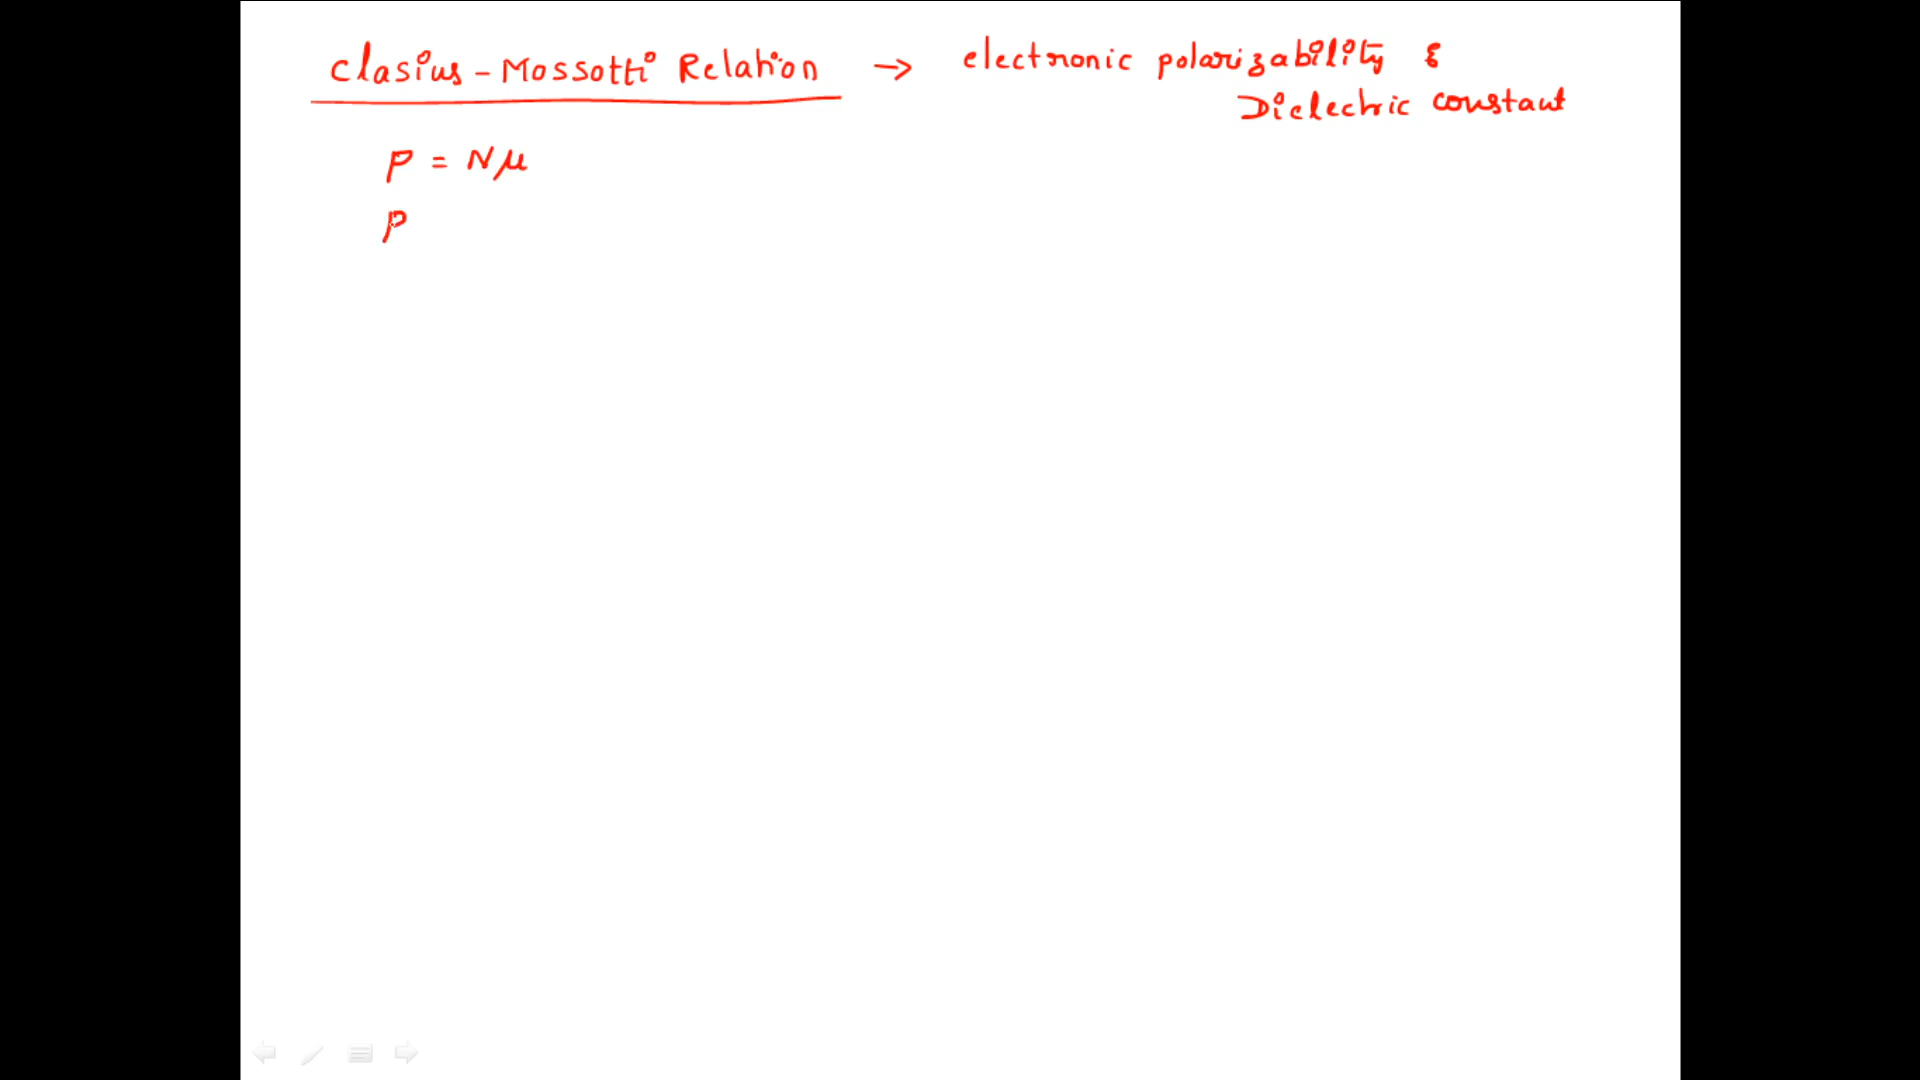 Clasius - Mossotti Relation → electronic polarizability &
Dielectric constant
P = Nμ
P